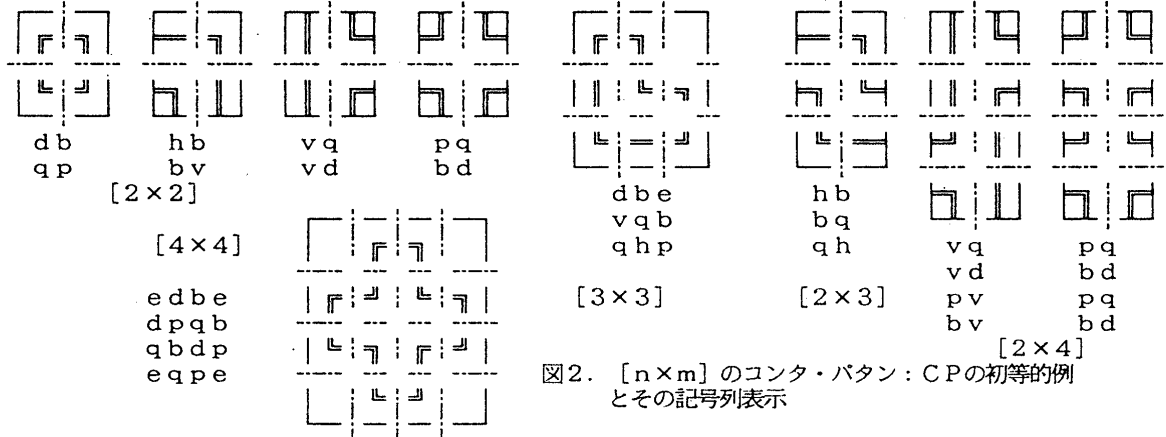 d b
q p
h b
b v
v q
v d
p q
b d
[2×2]
[4×4]
e d b e
d p q b
q b d p
e q p e
d b e
v q b
q h p
[3×3]
h b
b q
q h
[2×3]
v q
v d
p v
b v
p q
b d
p q
b d
[2×4]
図2. [n×m]のコンタ・パタン:CPの初等的例
とその記号列表示